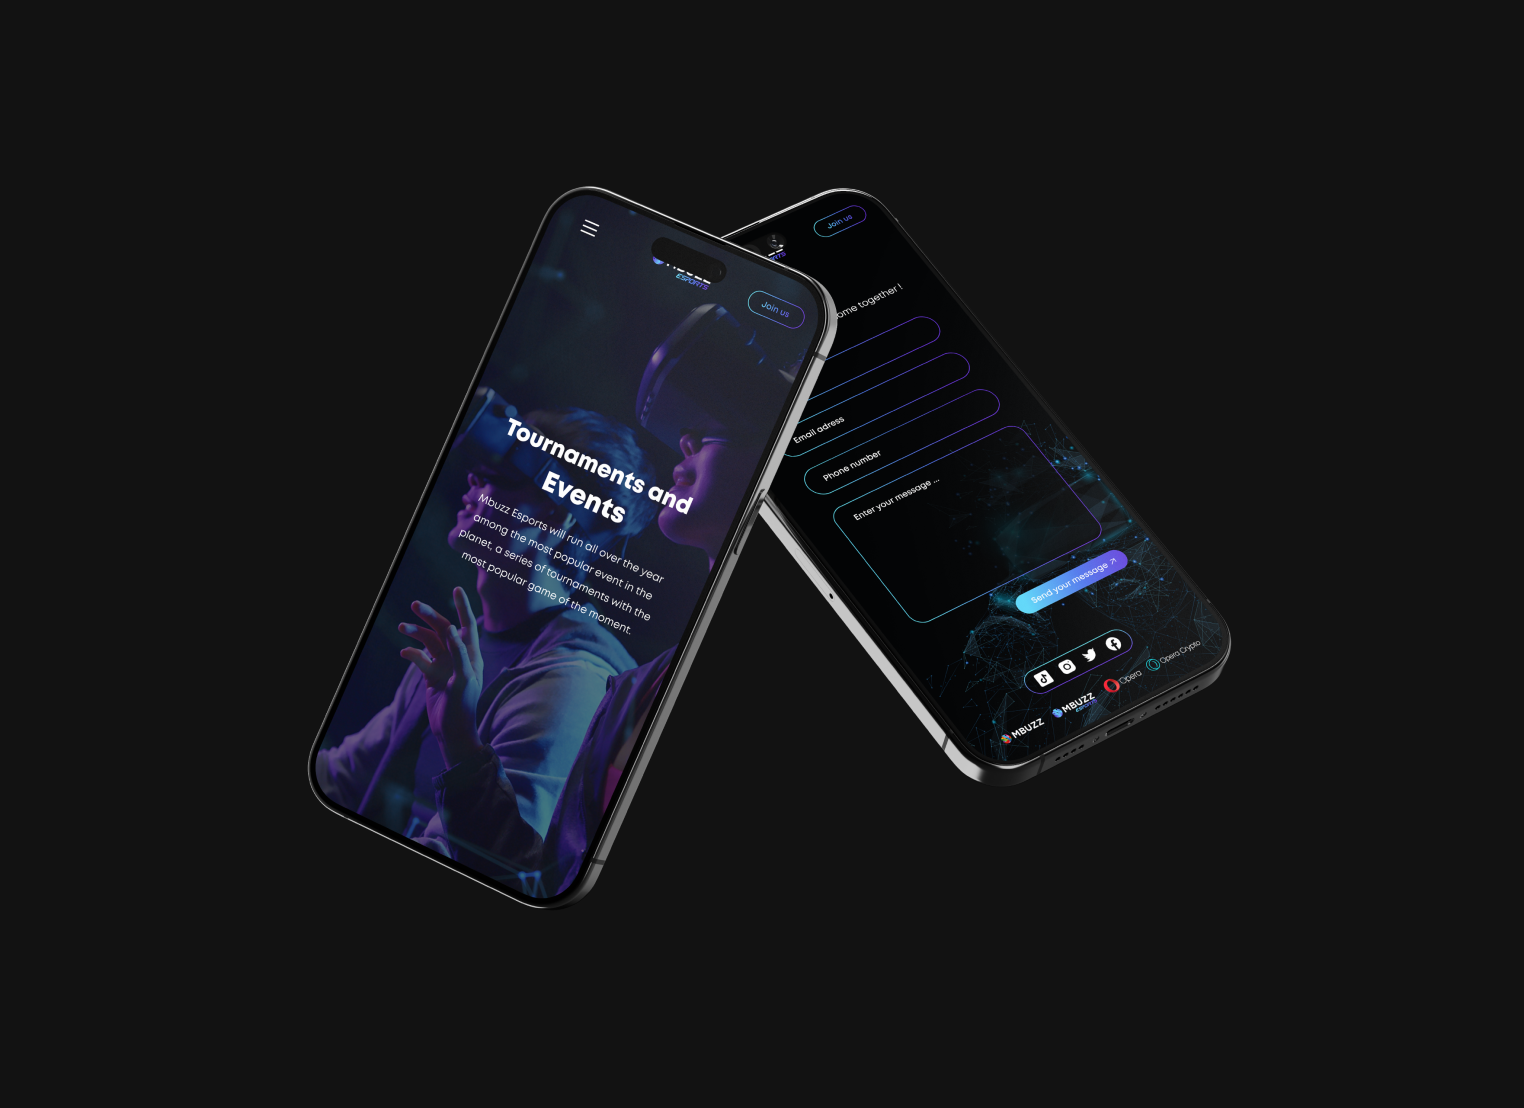 ESPORTS
Join us
Tournaments and
Events
Mbuzz Esports will run all over the year
among the most popular event in the
planet, a series of tournaments with the
most popular game of the moment.
Join us
together !
Email adress
Phone number
Enter your message ...
Send your message
MBUZZ
MBUZZ
ESPORTS
Opera
Opera Crypto